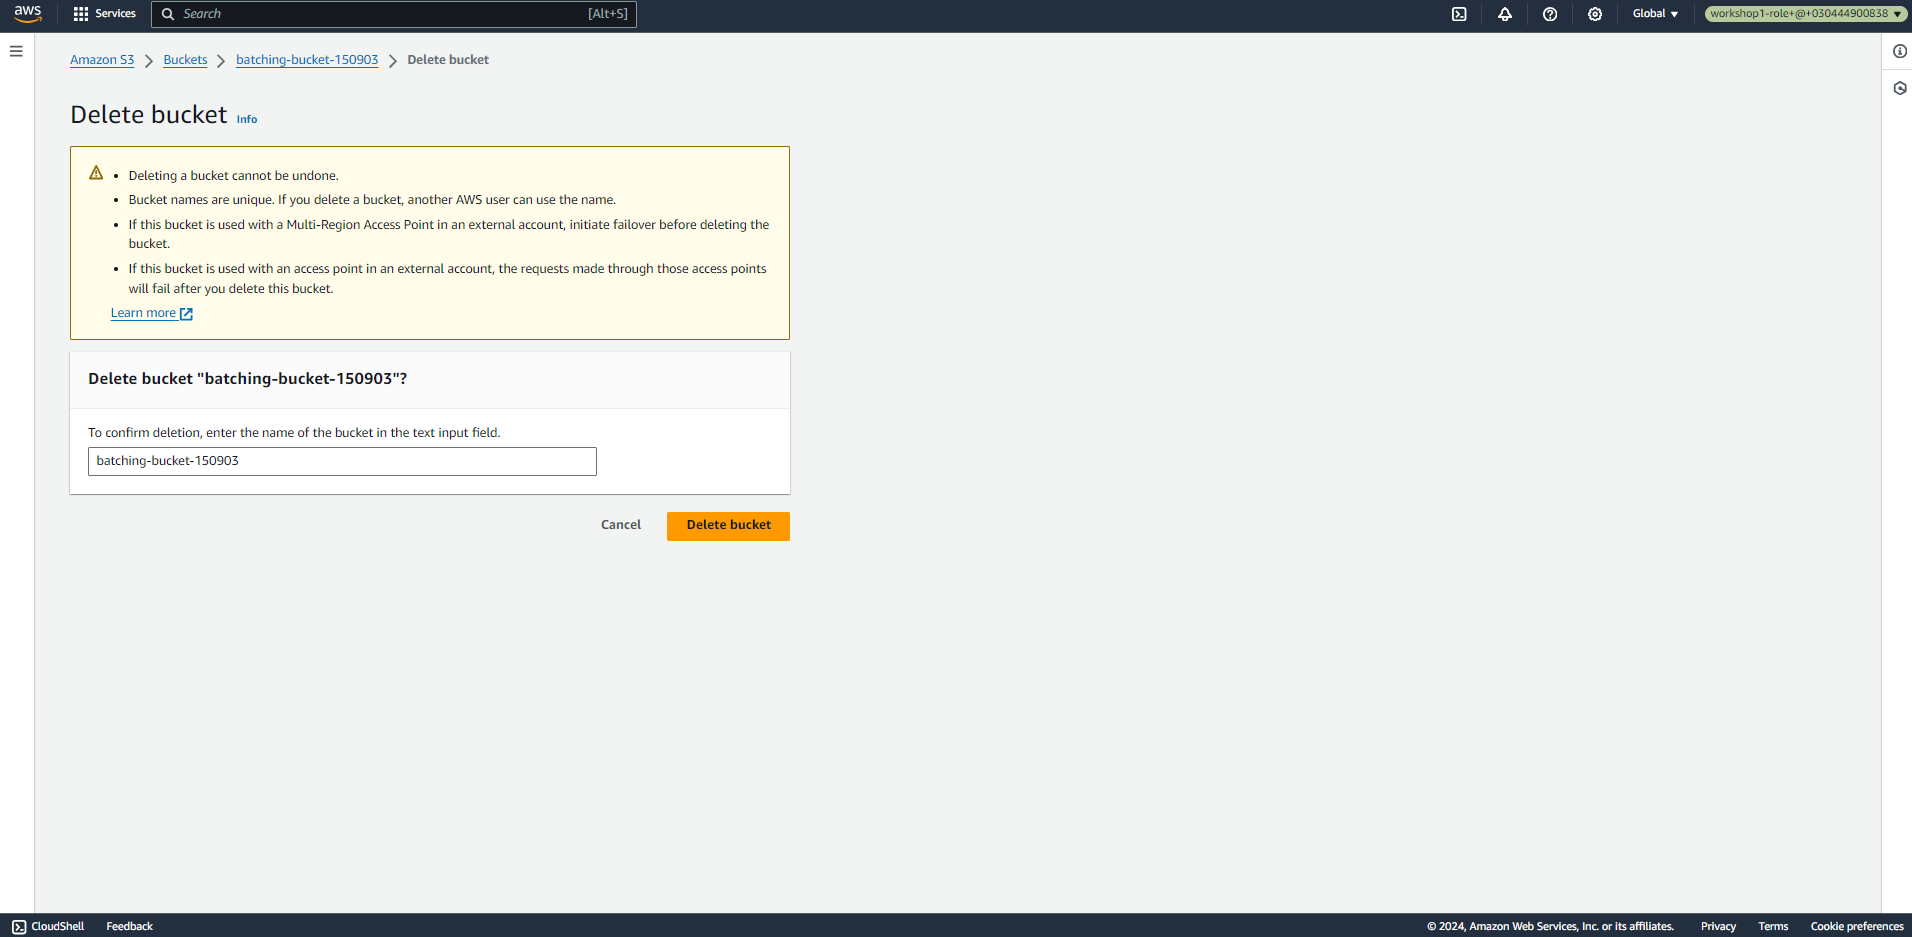 aws
Services
Search
[Alt+S]
Global
workshop1-role+@+030444900838
Amazon S3
Buckets
batching-bucket-150903
Delete bucket
Delete bucket
Info
Deleting a bucket cannot be undone.
Bucket names are unique. If you delete a bucket, another AWS user can use the name.
If this bucket is used with a Multi-Region Access Point in an external account, initiate failover before deleting the
bucket.
If this bucket is used with an access point in an external account, the requests made through those access points
will fail after you delete this bucket.
Learn more
Delete bucket "batching-bucket-150903"?
To confirm deletion, enter the name of the bucket in the text input field.
batching-bucket-150903
Cancel
Delete bucket
CloudShell
Feedback
© 2024, Amazon Web Services, Inc. or its affiliates.
Privacy
Terms
Cookie preferences